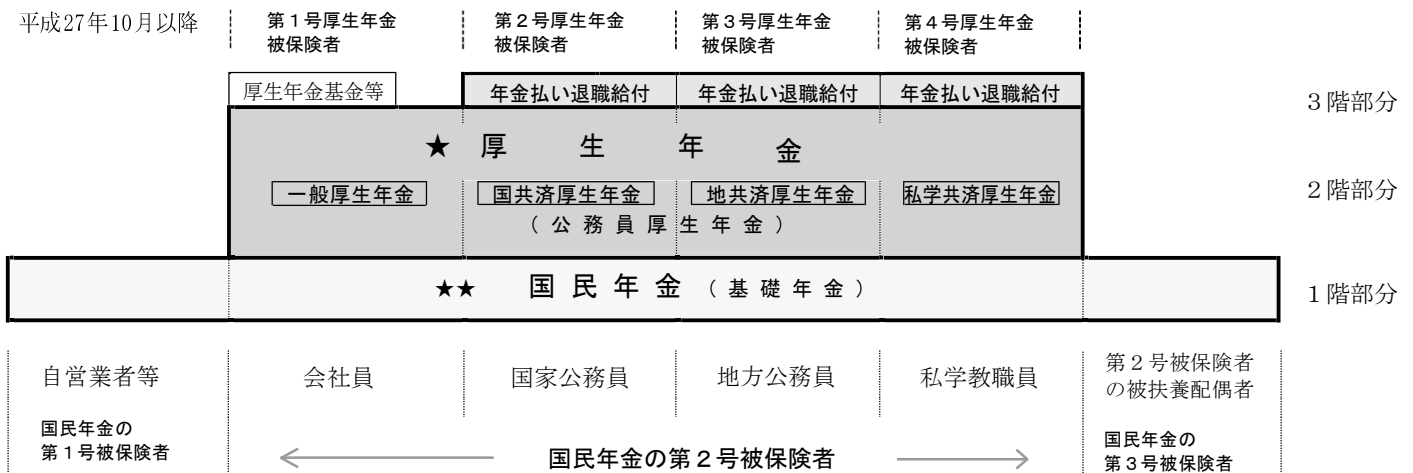 平成27年10月以降
第１号厚生年金
被保険者
第２号厚生年金
被保険者
第３号厚生年金
被保険者
第４号厚生年金
被保険者
厚生年金基金等
年金払い退職給付
年金払い退職給付
年金払い退職給付
３階部分
★ 厚 生 年 金
一般厚生年金
国共済厚生年金
地共済厚生年金
私学共済厚生年金
２階部分
（ 公 務 員 厚 生 年 金 ）
★★ 国 民 年 金 （ 基 礎 年 金 ）
１階部分
自営業者等
会社員
国家公務員
地方公務員
私学教職員
第２号被保険者
の被扶養配偶者
国民年金の
第１号被保険者
国民年金の第２号被保険者
国民年金の
第３号被保険者